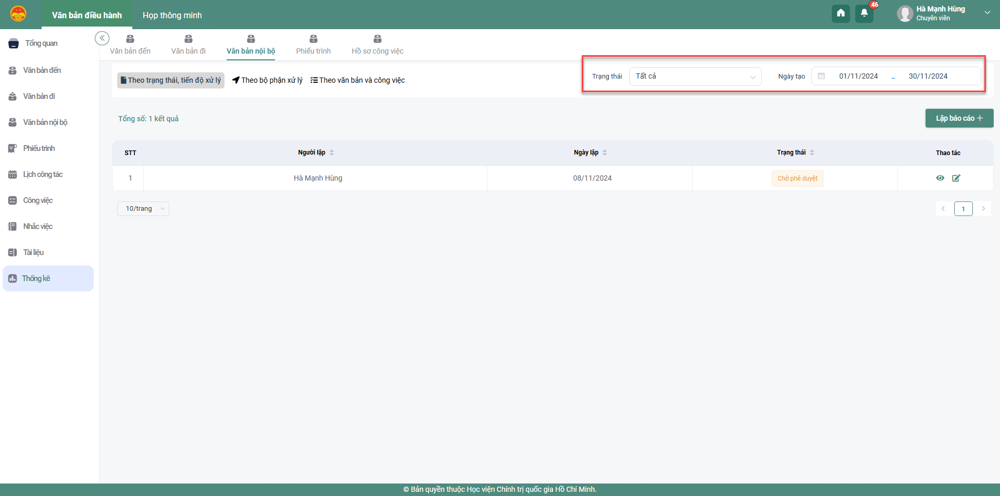 Văn bản điều hành
Họp thông minh
46
Hà Mạnh Hùng
Chuyên viên
Tổng quan
Văn bản đến
Văn bản đi
Văn bản nội bộ
Phiếu trình
Lịch công tác
Công việc
Nhắc việc
Tài liệu
Thống kê
Văn bản đến
Văn bản đi
Văn bản nội bộ
Phiếu trình
Hồ sơ công việc
Theo trạng thái, tiến độ xử lý
Theo bộ phận xử lý
Theo văn bản và công việc
Trạng thái
Tất cả
Ngày tạo
01/11/2024 – 30/11/2024
Tổng số: 1 kết quả
Lập báo cáo +
STT Người lập Ngày lập Trạng thái Thao tác
1 Hà Mạnh Hùng 08/11/2024 Chờ phê duyệt
10/trang
1
© Bản quyền thuộc Học viện Chính trị quốc gia Hồ Chí Minh.